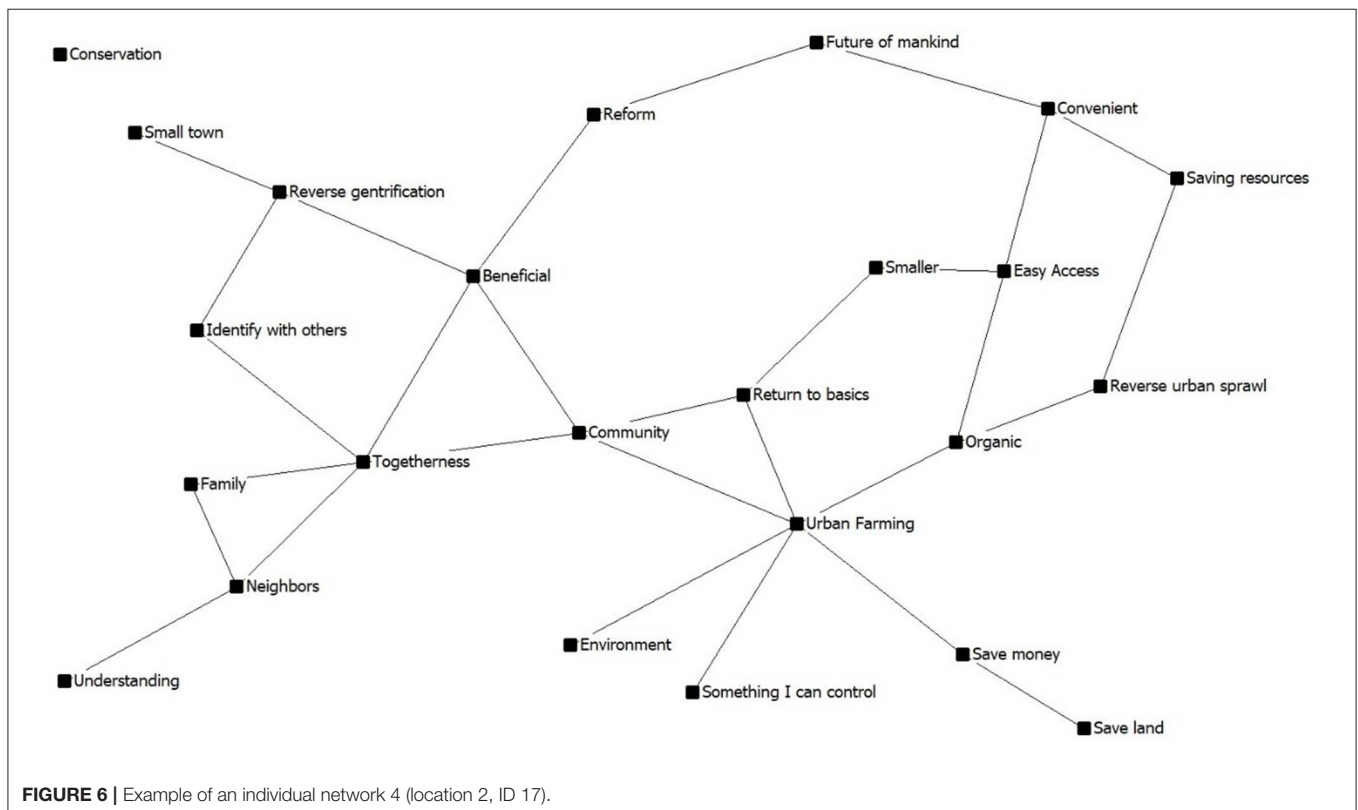 Conservation
Future of mankind
Convenient
Reform
Small town
Saving resources
Reverse gentrification
Smaller
Easy Access
Beneficial
Identify with others
Reverse urban sprawl
Return to basics
Community
Organic
Togetherness
Family
Urban Farming
Neighbors
Environment
Save money
Understanding
Something I can control
Save land
FIGURE 6 | Example of an individual network 4 (location 2, ID 17).